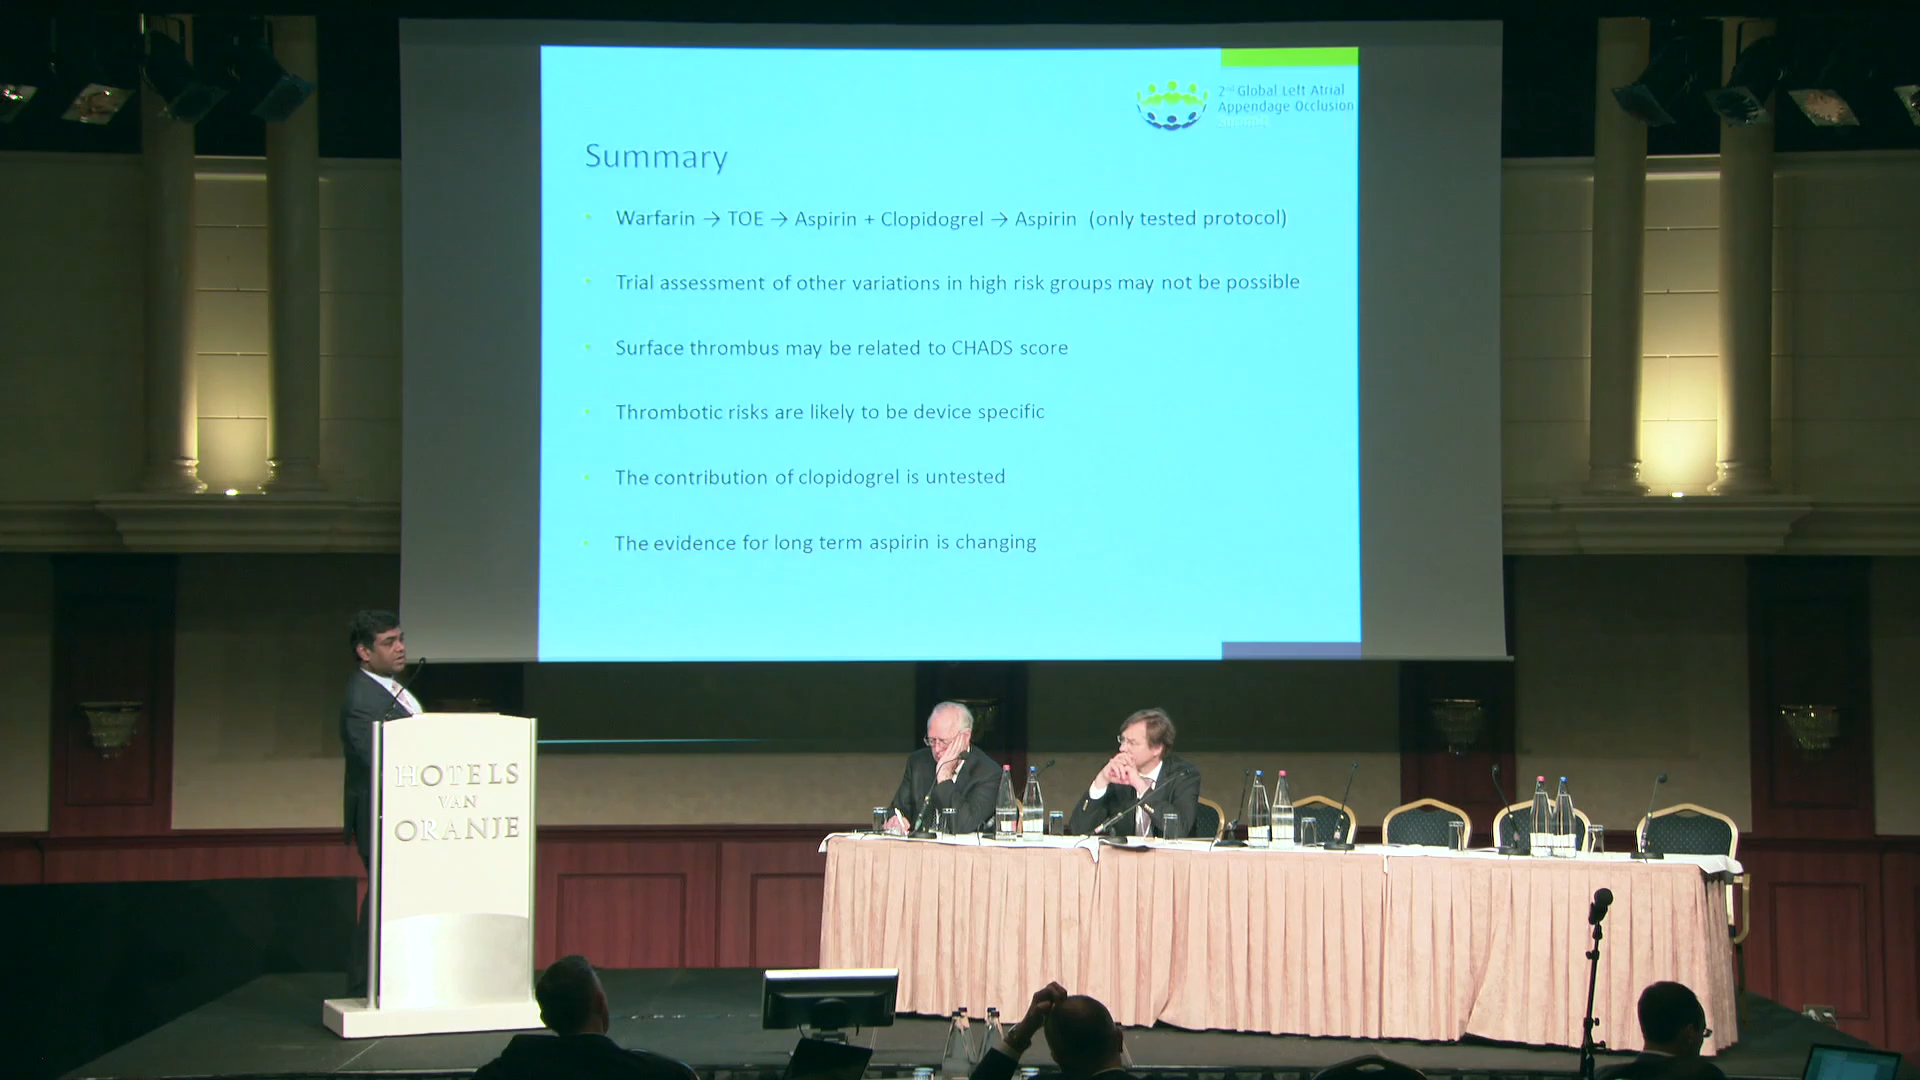 2nd Global Left Atrial
Appendage Occlusion
Summit
Summary
Warfarin → TOE → Aspirin + Clopidogrel → Aspirin (only tested protocol)
Trial assessment of other variations in high risk groups may not be possible
Surface thrombus may be related to CHADS score
Thrombotic risks are likely to be device specific
The contribution of clopidogrel is untested
The evidence for long term aspirin is changing
HOTELS
VAN
ORANJE